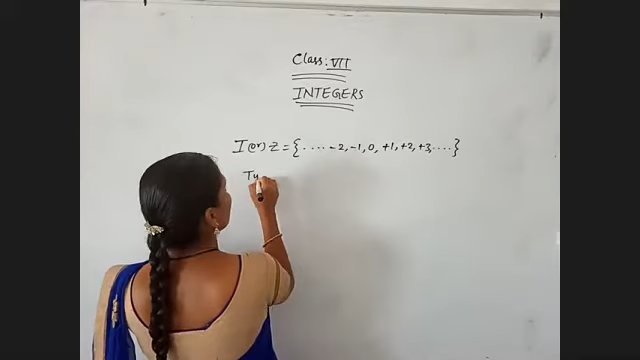 Class: VII
INTEGERS
I (or) Z = {.... -2, -1, 0, +1, +2, +3, ....}
Ty